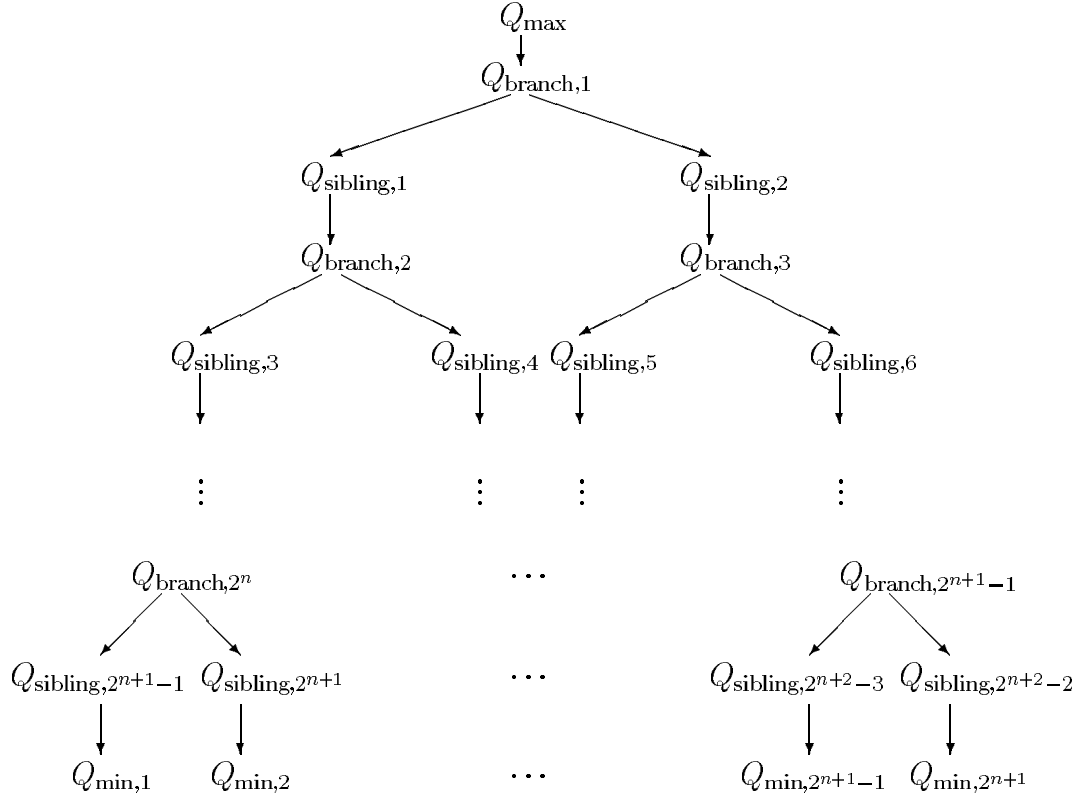 Q_max
Q_branch,1
Q_sibling,1 Q_sibling,2
Q_branch,2 Q_branch,3
Q_sibling,3 Q_sibling,4 Q_sibling,5 Q_sibling,6
⋮ ⋮ ⋮ ⋮
Q_branch,2^n ⋯ Q_branch,2^{n+1}−1
Q_sibling,2^{n+1}−1 Q_sibling,2^{n+1} ⋯ Q_sibling,2^{n+2}−3 Q_sibling,2^{n+2}−2
Q_min,1 Q_min,2 ⋯ Q_min,2^{n+1}−1 Q_min,2^{n+1}